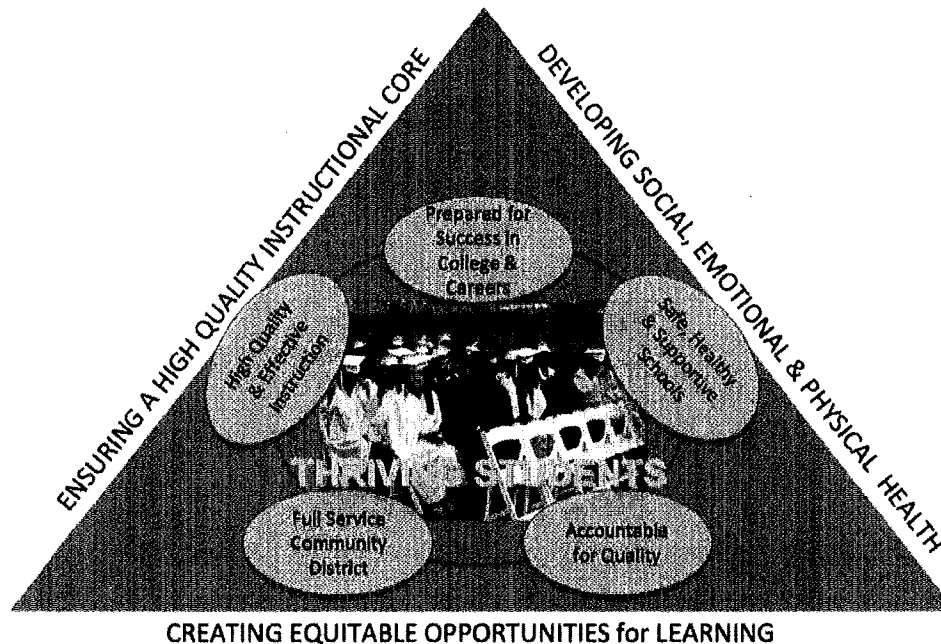 ENSURING A HIGH QUALITY INSTRUCTIONAL CORE
DEVELOPING SOCIAL, EMOTIONAL & PHYSICAL HEALTH
Prepared for
Success in
College &
Careers
High Quality
& Effective
Instruction
Safe, Healthy
& Supportive
Schools
THRIVING STUDENTS
Full Service
Community
District
Accountable
for Quality
CREATING EQUITABLE OPPORTUNITIES for LEARNING